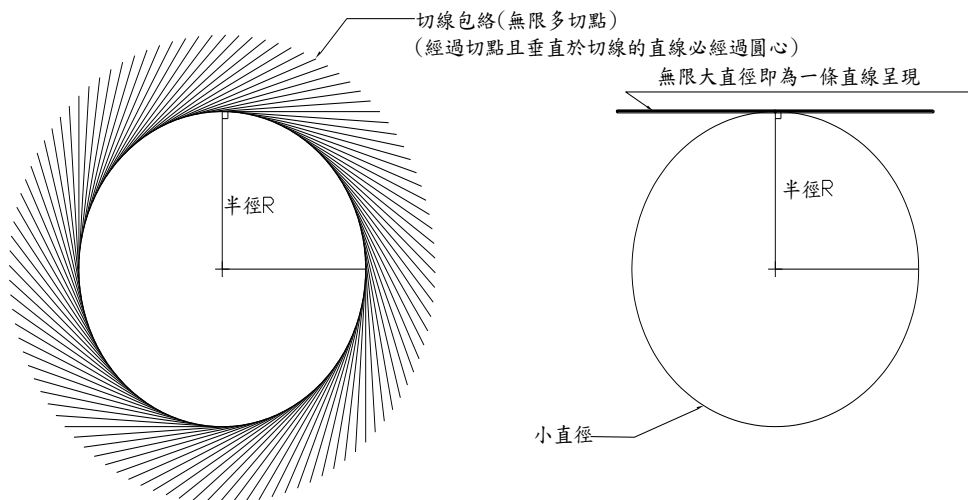 切線包絡(無限多切點)
(經過切點且垂直於切線的直線必經過圓心)
無限大直徑即為一條直線呈現
半徑R
半徑R
小直徑